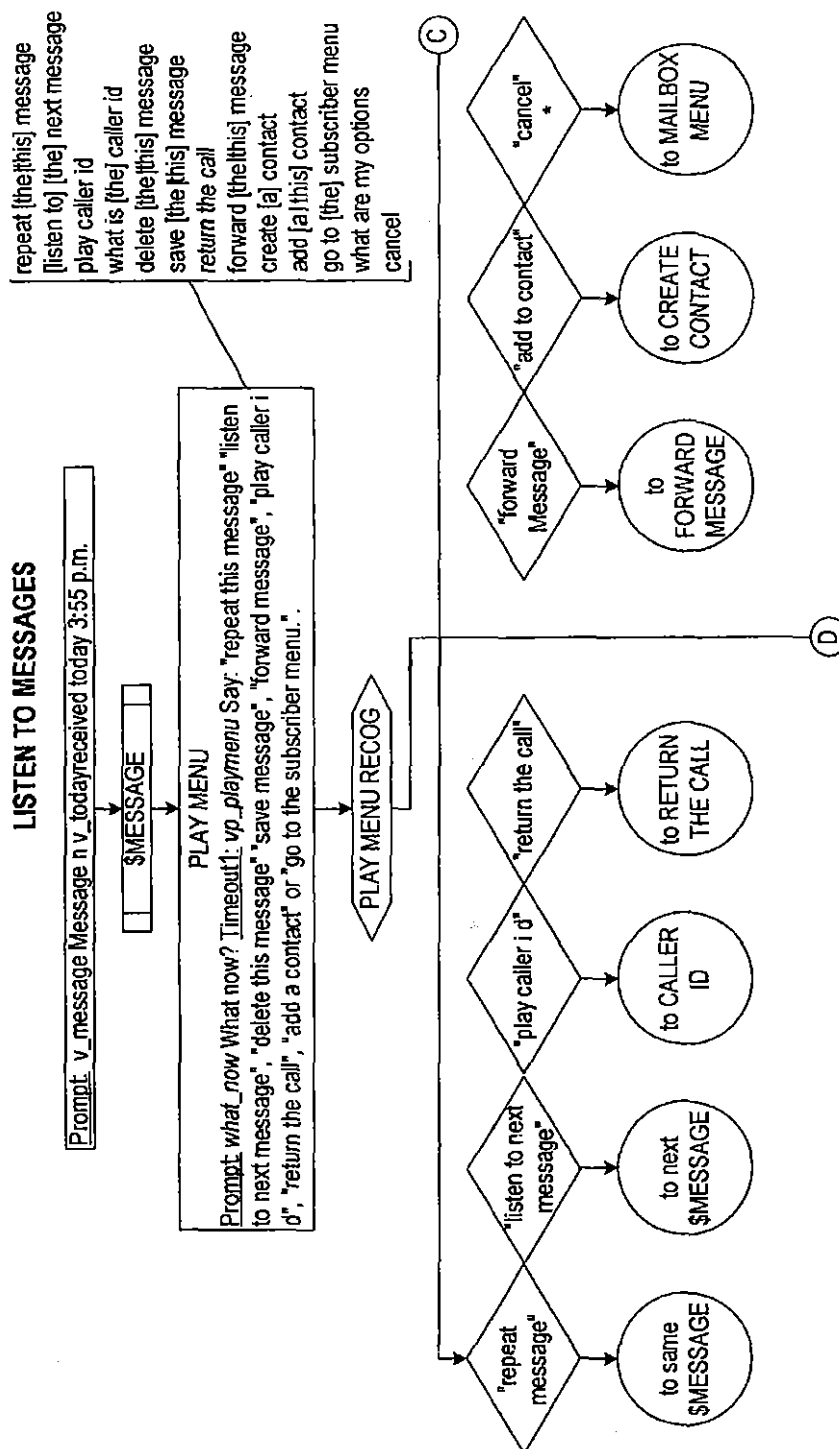 LISTEN TO MESSAGES
Prompt: v_message Message n v_todayreceived today 3:55 p.m.
$MESSAGE
PLAY MENU
Prompt: what_now What now? Timeout1: vp_playmenu Say: "repeat this message" "listen
to next message", "delete this message" "save message", "forward message", "play caller i
d", "return the call", "add a contact" or "go to the subscriber menu." .
repeat [the|this] message
[listen to] [the] next message
play caller id
what is [the] caller id
delete [the|this] message
save [the |this] message
return the call
forward [the|this] message
create [a] contact
add [a | this] contact
go to [the] subscriber menu
what are my options
cancel
PLAY MENU RECOG
C
"repeat
message"
"listen to next
message"
"play caller i d"
"return the call"
"forward
Message"
"add to contact"
"cancel"
*
to same
$MESSAGE
to next
$MESSAGE
to CALLER
ID
to RETURN
THE CALL
to
FORWARD
MESSAGE
to CREATE
CONTACT
to MAILBOX
MENU
D